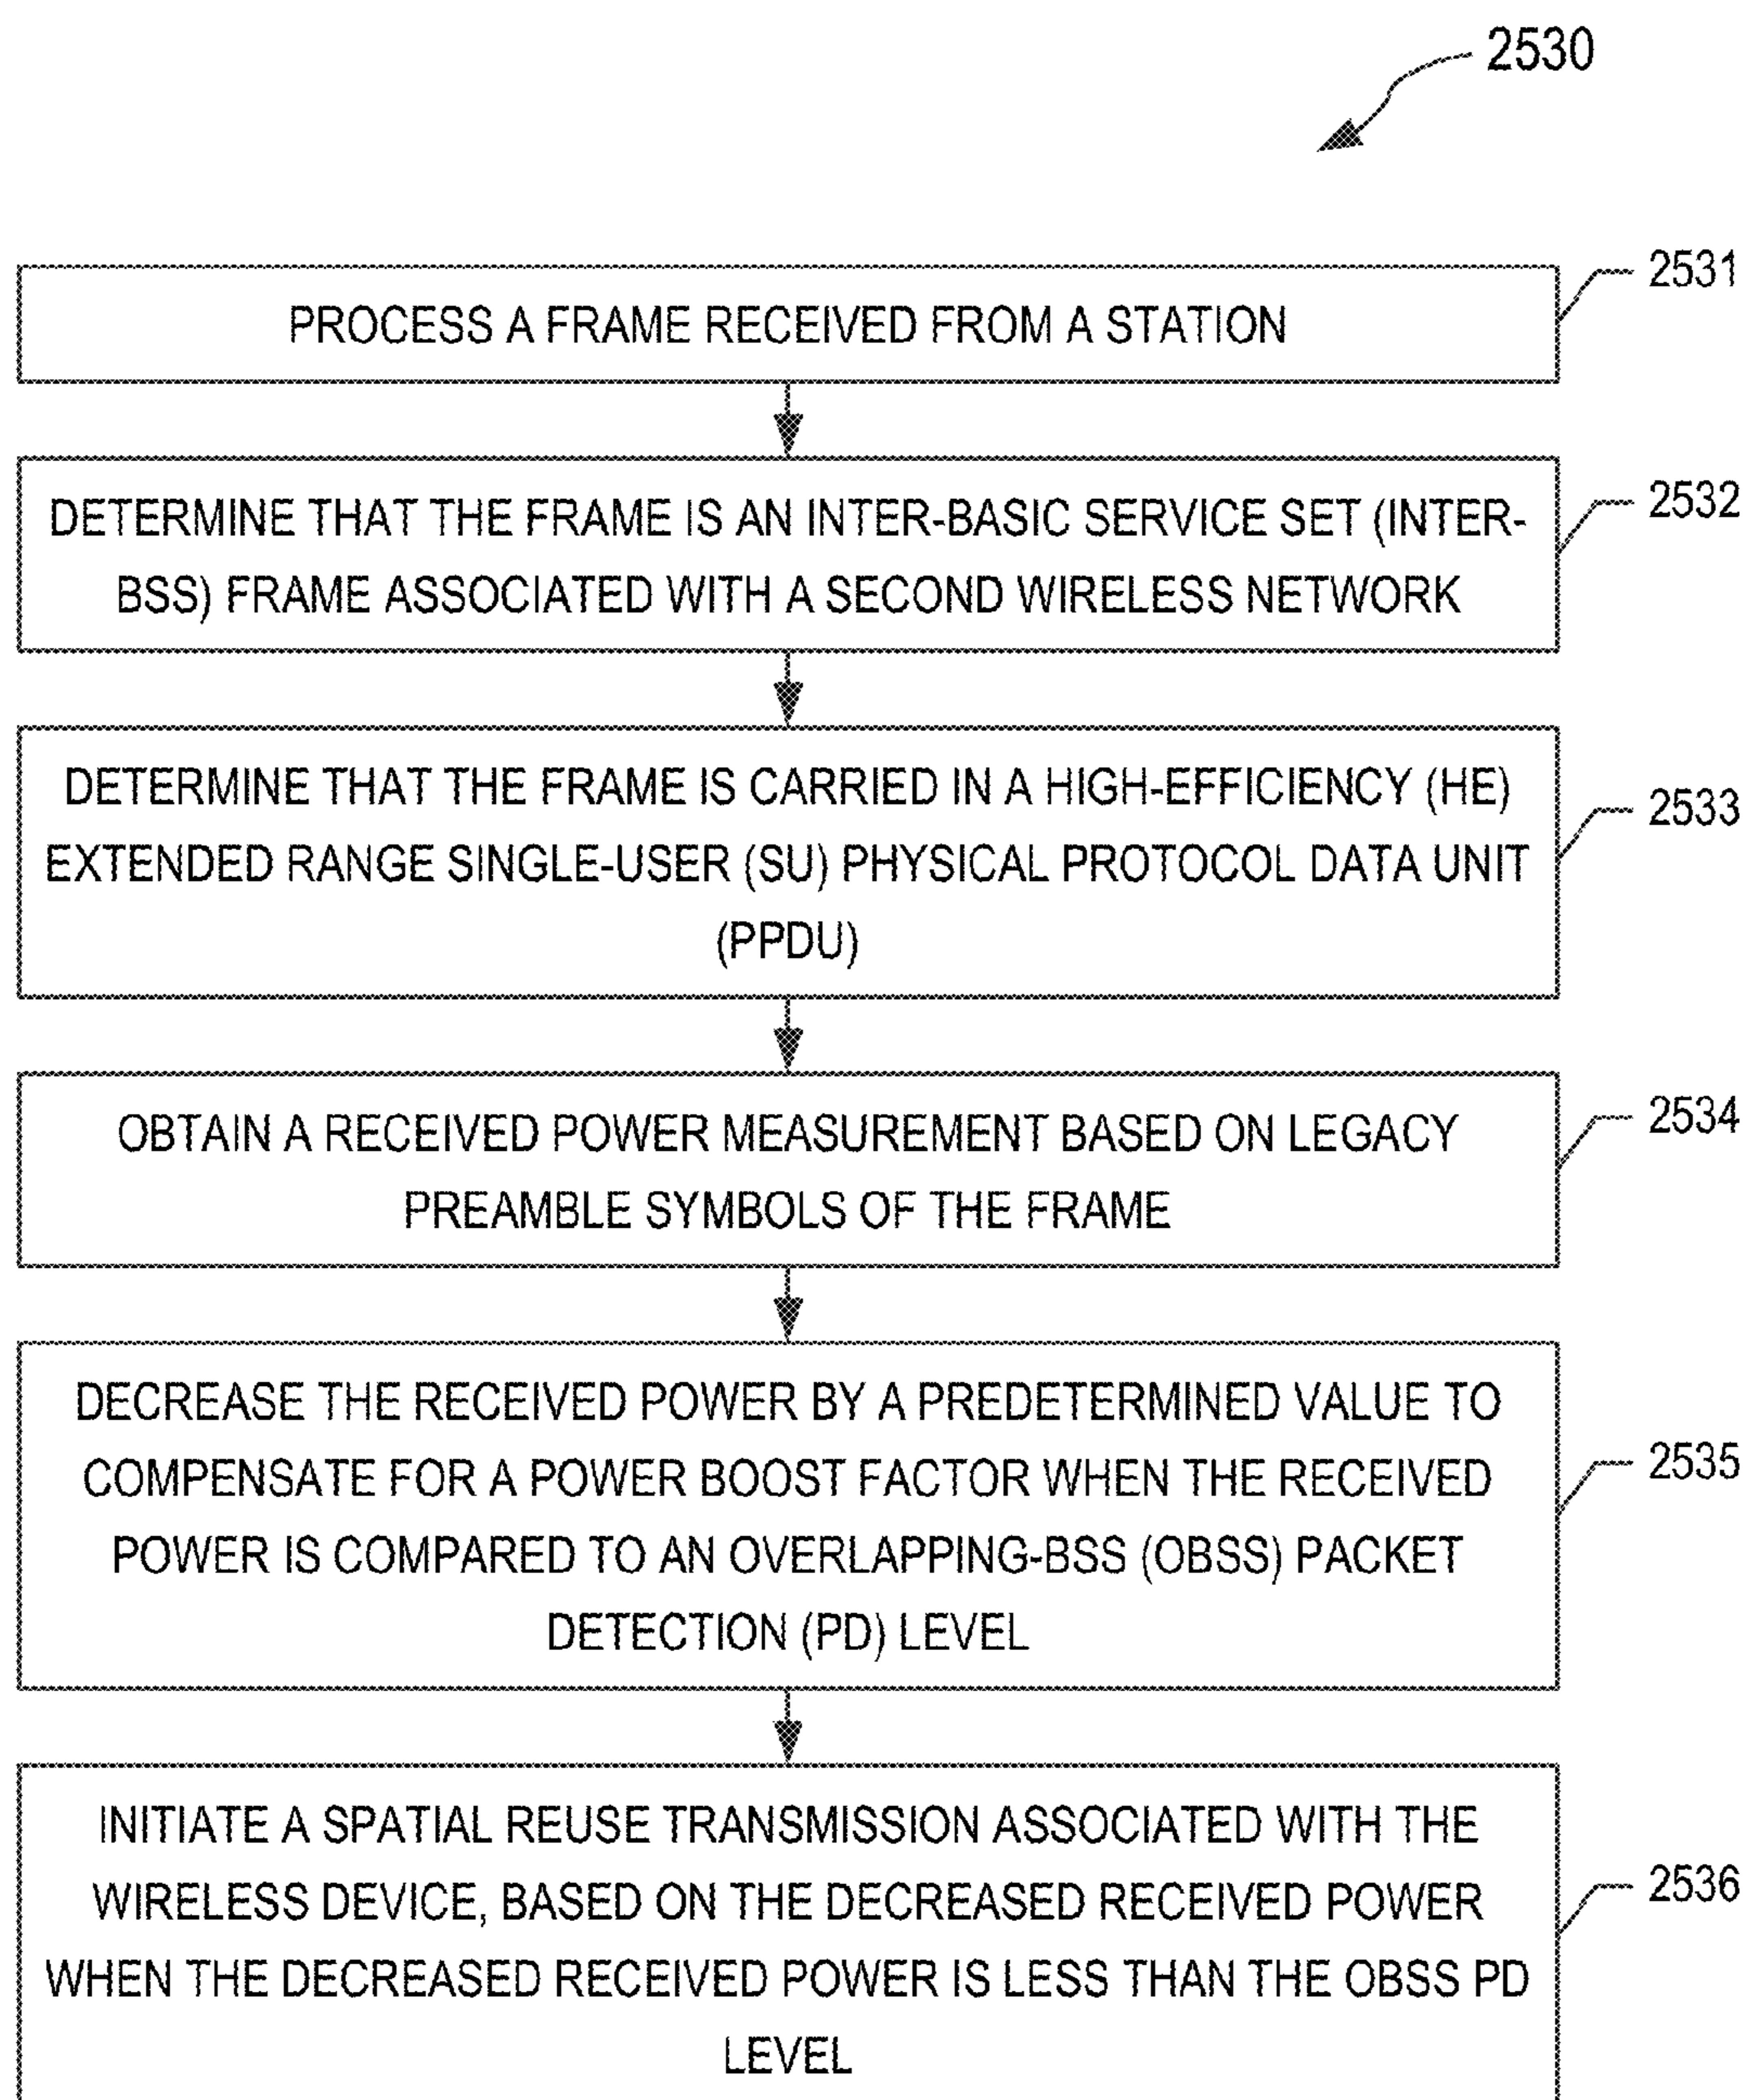 2530
2531
PROCESS A FRAME RECEIVED FROM A STATION
2532
DETERMINE THAT THE FRAME IS AN INTER-BASIC SERVICE SET (INTER-
BSS) FRAME ASSOCIATED WITH A SECOND WIRELESS NETWORK
2533
DETERMINE THAT THE FRAME IS CARRIED IN A HIGH-EFFICIENCY (HE)
EXTENDED RANGE SINGLE-USER (SU) PHYSICAL PROTOCOL DATA UNIT
(PPDU)
2534
OBTAIN A RECEIVED POWER MEASUREMENT BASED ON LEGACY
PREAMBLE SYMBOLS OF THE FRAME
2535
DECREASE THE RECEIVED POWER BY A PREDETERMINED VALUE TO
COMPENSATE FOR A POWER BOOST FACTOR WHEN THE RECEIVED
POWER IS COMPARED TO AN OVERLAPPING-BSS (OBSS) PACKET
DETECTION (PD) LEVEL
2536
INITIATE A SPATIAL REUSE TRANSMISSION ASSOCIATED WITH THE
WIRELESS DEVICE, BASED ON THE DECREASED RECEIVED POWER
WHEN THE DECREASED RECEIVED POWER IS LESS THAN THE OBSS PD
LEVEL